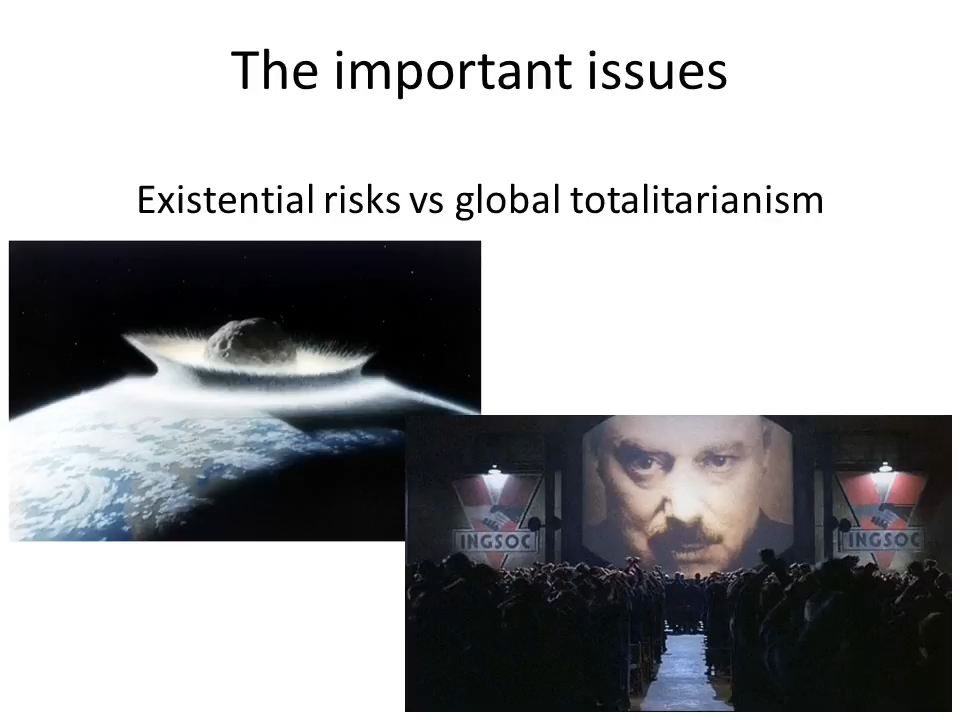 The important issues
Existential risks vs global totalitarianism
INGSOC
INGSOC